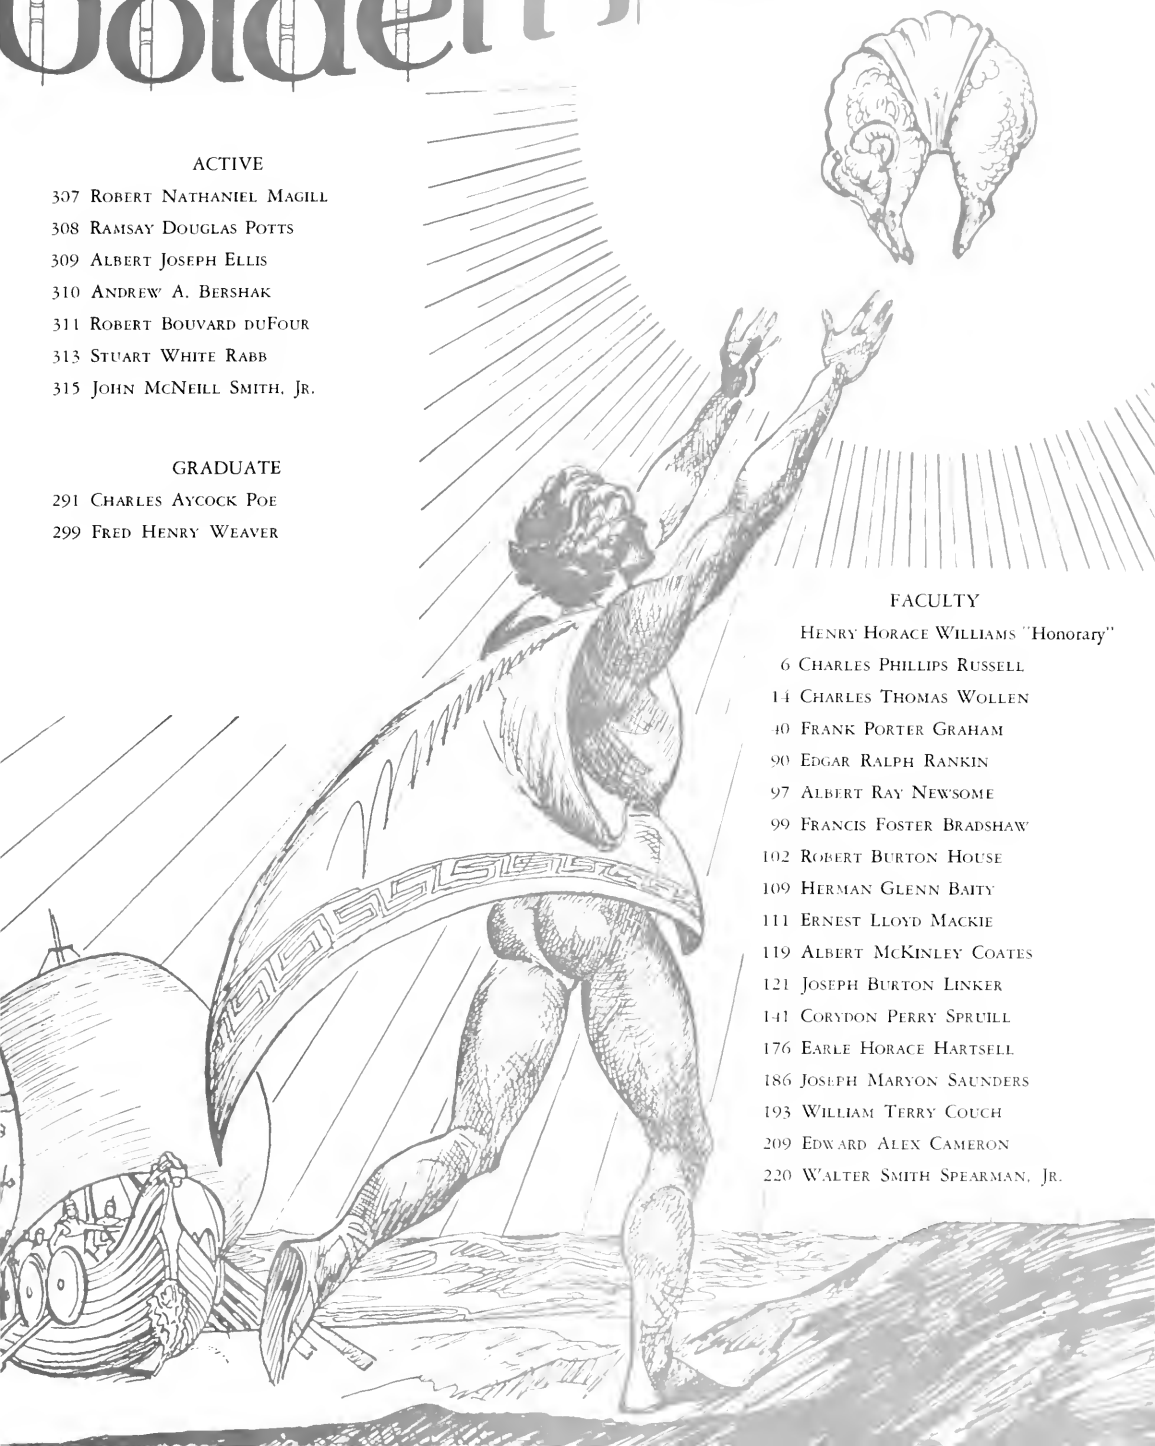 Golden
ACTIVE
307 ROBERT NATHANIEL MAGILL
308 RAMSAY DOUGLAS POTTS
309 ALBERT JOSEPH ELLIS
310 ANDREW A. BERSHAK
311 ROBERT BOUVARD DUFOUR
313 STUART WHITE RABB
315 JOHN MCNEILL SMITH, JR.
GRADUATE
291 CHARLES AYCOCK POE
299 FRED HENRY WEAVER
FACULTY
HENRY HORACE WILLIAMS "Honorary"
6 CHARLES PHILLIPS RUSSELL
14 CHARLES THOMAS WOLLEN
40 FRANK PORTER GRAHAM
90 EDGAR RALPH RANKIN
97 ALBERT RAY NEWSOME
99 FRANCIS FOSTER BRADSHAW
102 ROBERT BURTON HOUSE
109 HERMAN GLENN BAITY
111 ERNEST LLOYD MACKIE
119 ALBERT MCKINLEY COATES
121 JOSEPH BURTON LINKER
141 CORYDON PERRY SPRUILL
176 EARLE HORACE HARTSELL
186 JOSEPH MARYON SAUNDERS
193 WILLIAM TERRY COUCH
209 EDWARD ALEX CAMERON
220 WALTER SMITH SPEARMAN, JR.